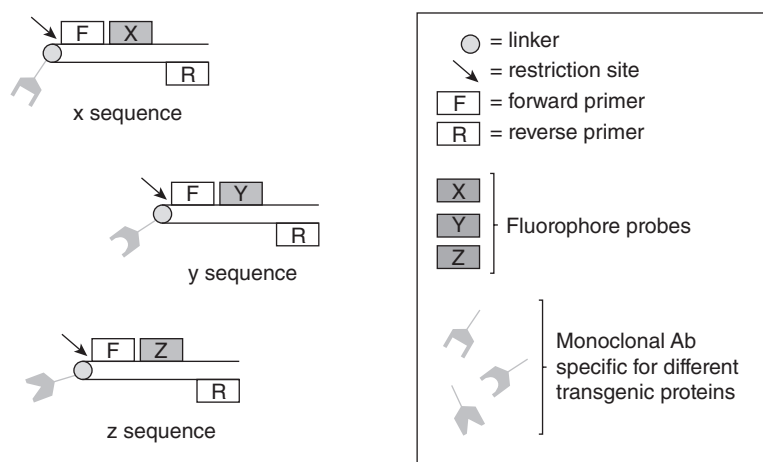 F X
R
x sequence
F Y
R
y sequence
F Z
R
z sequence
= linker
= restriction site
F = forward primer
R = reverse primer
X
Y
Z
Fluorophore probes
Monoclonal Ab
specific for different
transgenic proteins